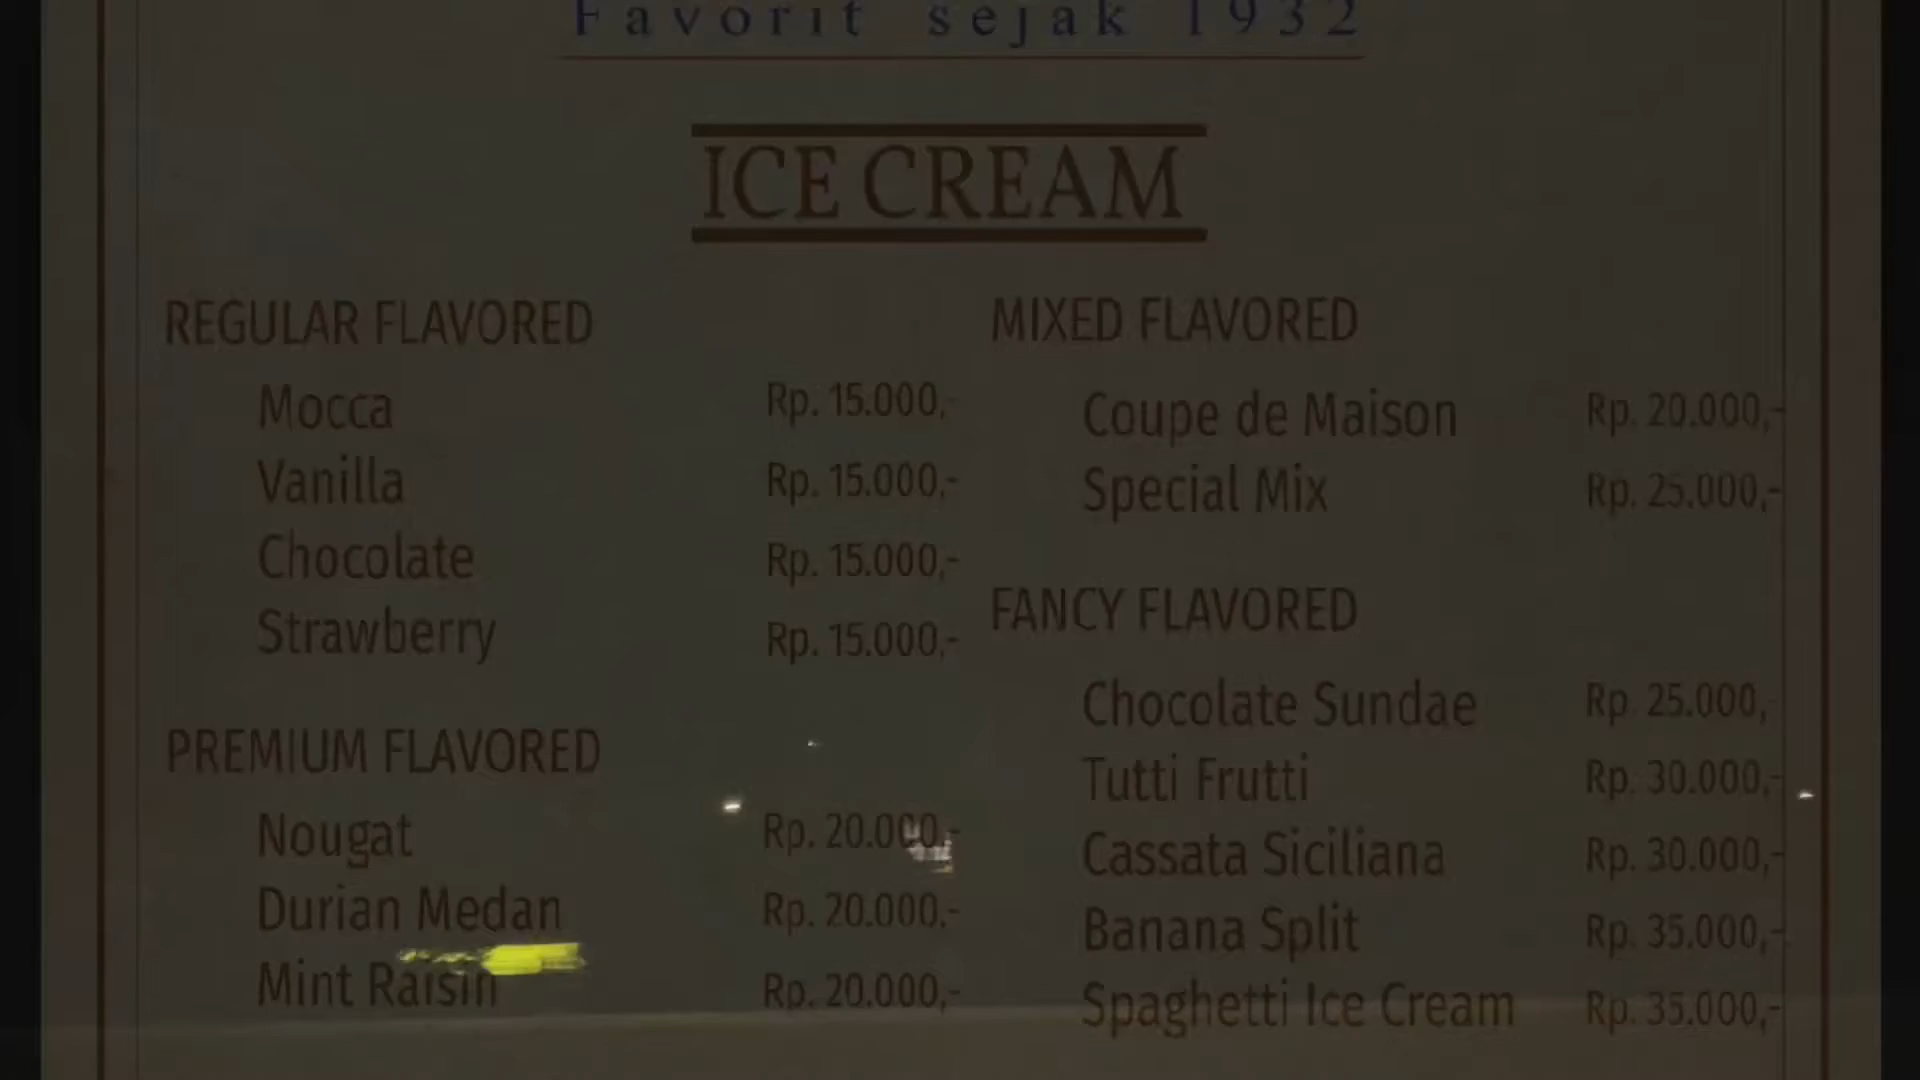 Favorit sejak 1932
ICE CREAM
REGULAR FLAVORED
Mocca Rp. 15.000,-
Vanilla Rp. 15.000,-
Chocolate Rp. 15.000,-
Strawberry Rp. 15.000,-
PREMIUM FLAVORED
Nougat Rp. 20.000,-
Durian Medan Rp. 20.000,-
Mint Raisin Rp. 20.000,-
MIXED FLAVORED
Coupe de Maison Rp. 20.000,-
Special Mix Rp. 25.000,-
FANCY FLAVORED
Chocolate Sundae Rp. 25.000,-
Tutti Frutti Rp. 30.000,-
Cassata Siciliana Rp. 30.000,-
Banana Split Rp. 35.000,-
Spaghetti Ice Cream Rp. 35.000,-